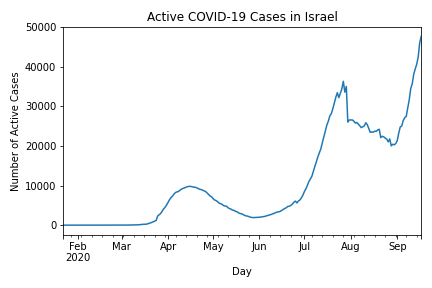 Active COVID-19 Cases in Israel
Number of Active Cases
50000
40000
30000
20000
10000
0
Feb Mar Apr May Jun Jul Aug Sep
2020
Day